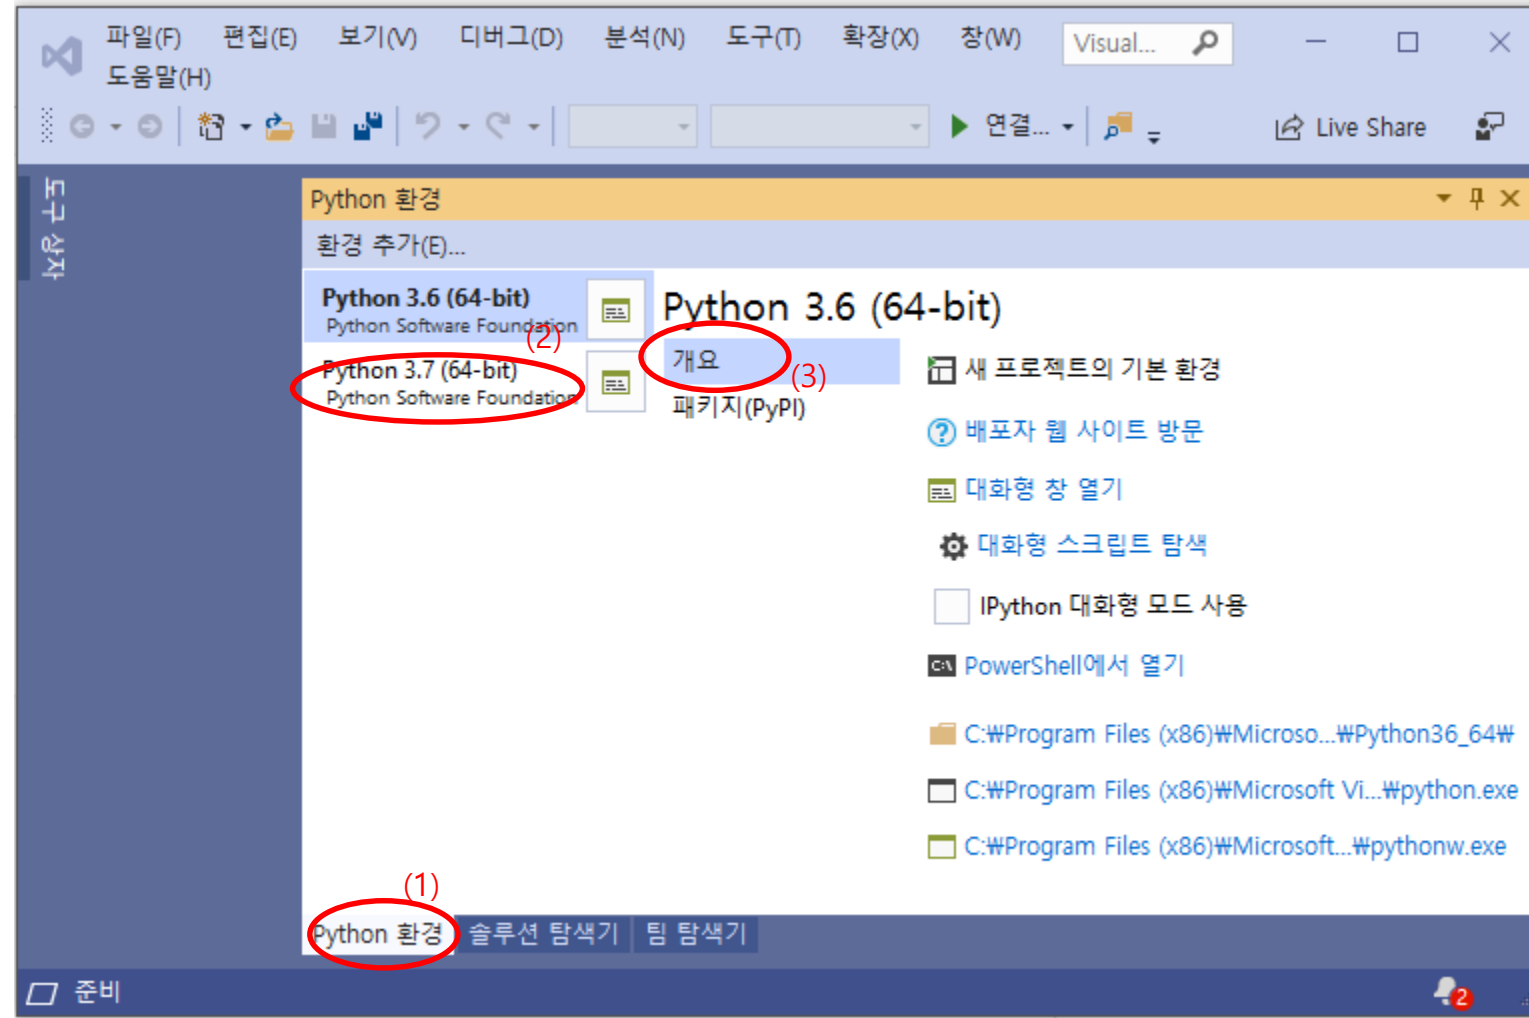 파일(F) 편집(E) 보기(V) 디버그(D) 분석(N) 도구(T) 확장(X) 창(W) Visual...
도움말(H)
연결... Live Share
도구 상자
Python 환경
환경 추가(E)...
Python 3.6 (64-bit)
Python Software Foundation
(2)
Python 3.7 (64-bit)
Python Software Foundation
Python 3.6 (64-bit)
개요
(3)
패키지(PyPI)
새 프로젝트의 기본 환경
배포자 웹 사이트 방문
대화형 창 열기
대화형 스크립트 탐색
IPython 대화형 모드 사용
C:\ PowerShell에서 열기
C:₩Program Files (x86)₩Microso...₩Python36_64₩
C:₩Program Files (x86)₩Microsoft Vi...₩python.exe
C:₩Program Files (x86)₩Microsoft...₩pythonw.exe
(1)
Python 환경 솔루션 탐색기 팀 탐색기
준비 2